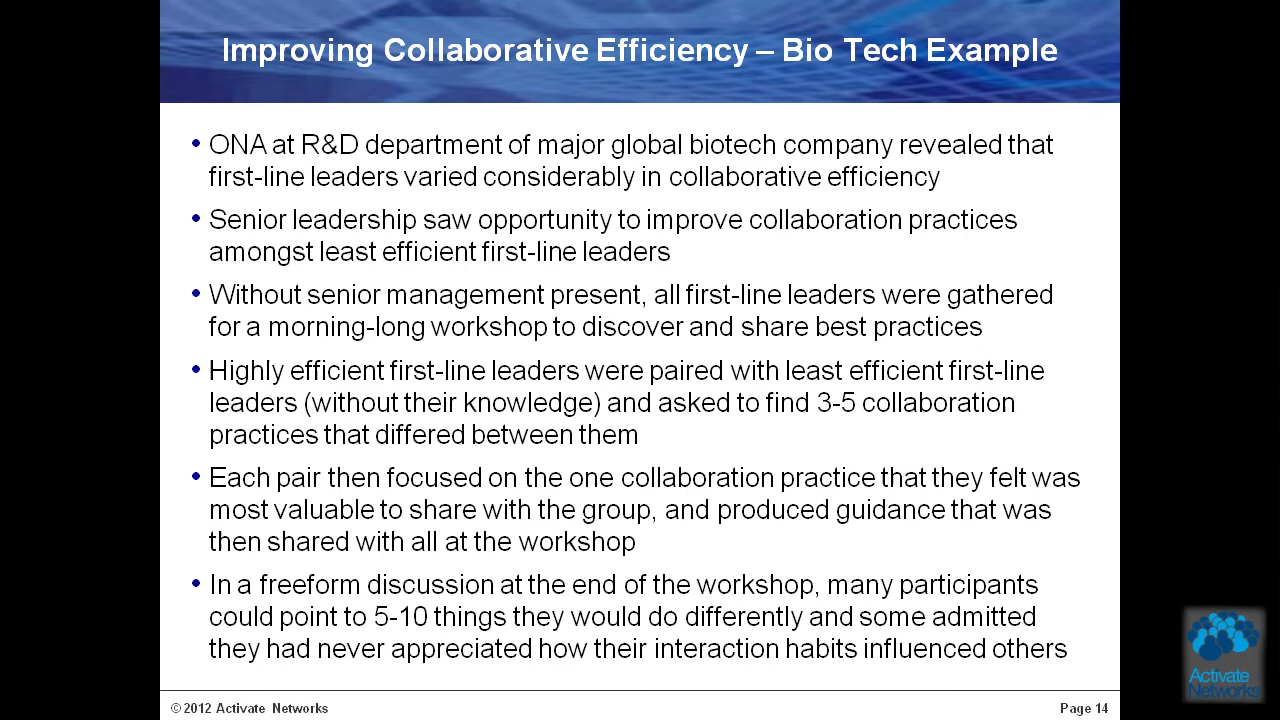 Improving Collaborative Efficiency – Bio Tech Example
• ONA at R&D department of major global biotech company revealed that
first-line leaders varied considerably in collaborative efficiency
• Senior leadership saw opportunity to improve collaboration practices
amongst least efficient first-line leaders
• Without senior management present, all first-line leaders were gathered
for a morning-long workshop to discover and share best practices
• Highly efficient first-line leaders were paired with least efficient first-line
leaders (without their knowledge) and asked to find 3-5 collaboration
practices that differed between them
• Each pair then focused on the one collaboration practice that they felt was
most valuable to share with the group, and produced guidance that was
then shared with all at the workshop
• In a freeform discussion at the end of the workshop, many participants
could point to 5-10 things they would do differently and some admitted
they had never appreciated how their interaction habits influenced others
© 2012 Activate Networks
Page 14
Activate
Networks